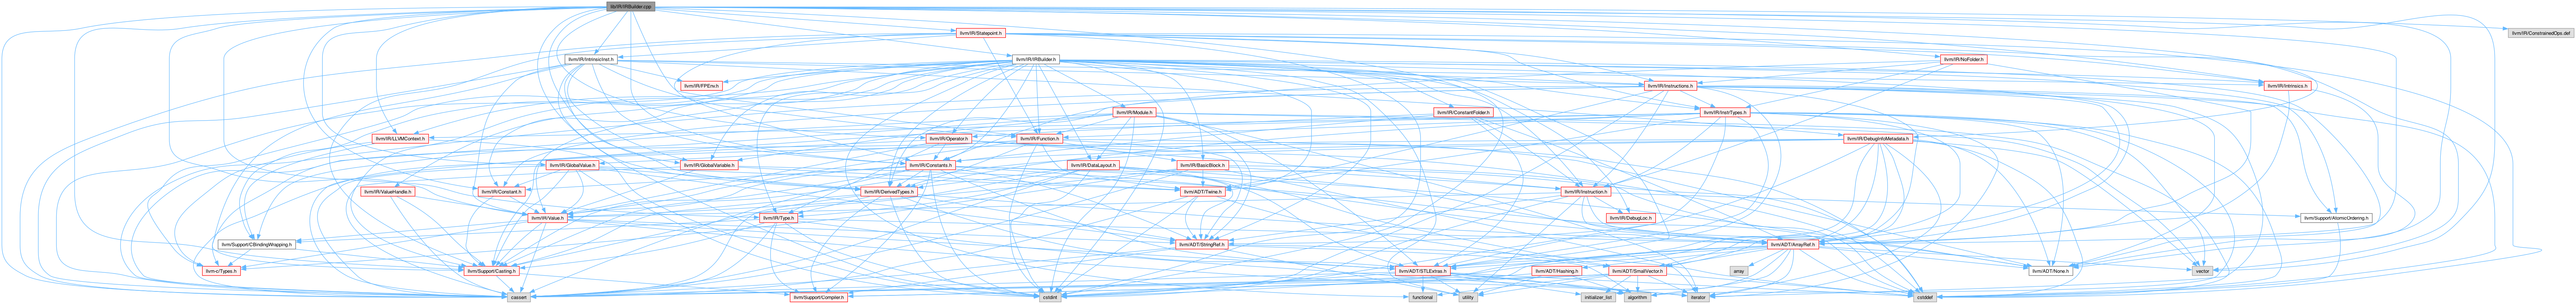 lib/IR/IRBuilder.cpp
llvm/IR/Statepoint.h
llvm/IR/ConstrainedOps.def
llvm/IR/IntrinsicInst.h
llvm/IR/IRBuilder.h
llvm/IR/NoFolder.h
llvm/IR/FPEnv.h
llvm/IR/Instructions.h
llvm/IR/Intrinsics.h
llvm/IR/Module.h
llvm/IR/ConstantFolder.h
llvm/IR/InstrTypes.h
llvm/IR/LLVMContext.h
llvm/IR/Operator.h
llvm/IR/Function.h
llvm/IR/DebugInfoMetadata.h
llvm/IR/GlobalValue.h
llvm/IR/GlobalVariable.h
llvm/IR/Constants.h
llvm/IR/DataLayout.h
llvm/IR/BasicBlock.h
llvm/IR/ValueHandle.h
llvm/IR/Constant.h
llvm/IR/DerivedTypes.h
llvm/ADT/Twine.h
llvm/IR/Instruction.h
llvm/IR/Value.h
llvm/IR/Type.h
llvm/IR/DebugLoc.h
llvm/Support/AtomicOrdering.h
llvm/Support/CBindingWrapping.h
llvm/ADT/StringRef.h
llvm/ADT/ArrayRef.h
llvm-c/Types.h
llvm/Support/Casting.h
llvm/ADT/STLExtras.h
llvm/ADT/Hashing.h
llvm/ADT/SmallVector.h
array
llvm/ADT/None.h
vector
cassert
llvm/Support/Compiler.h
cstdint
functional
utility
initializer_list
algorithm
iterator
cstddef